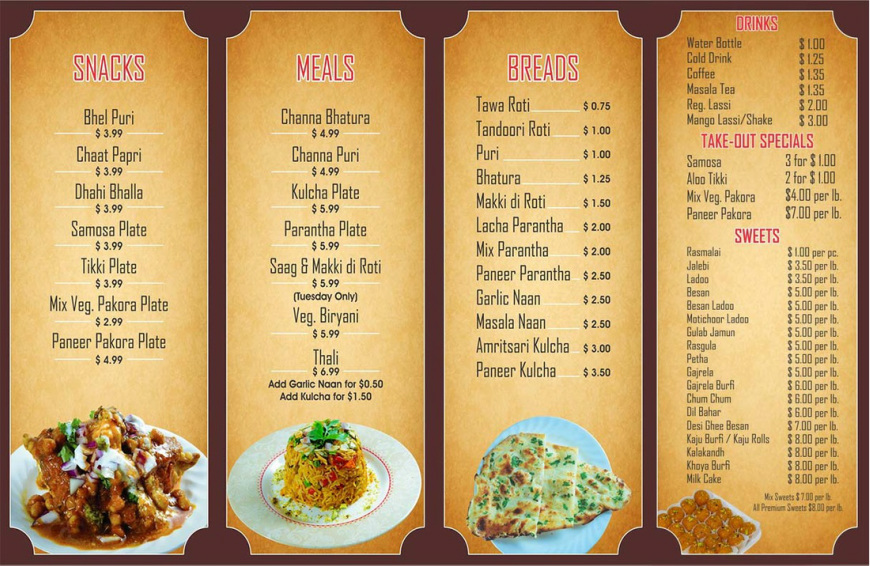 SNACKS
Bhel Puri
$ 3.99
Chaat Papri
$ 3.99
Dhahi Bhalla
$ 3.99
Samosa Plate
$ 3.99
Tikki Plate
$ 3.99
Mix Veg. Pakora Plate
$ 2.99
Paneer Pakora Plate
$ 4.99
MEALS
Channa Bhatura
$ 4.99
Channa Puri
$ 4.99
Kulcha Plate
$ 5.99
Parantha Plate
$ 5.99
Saag & Makki di Roti
$ 5.99
(Tuesday Only)
Veg. Biryani
$ 5.99
Thali
$ 6.99
Add Garlic Naan for $0.50
Add Kulcha for $1.50
BREADS
Tawa Roti $ 0.75
Tandoori Roti $ 1.00
Puri $ 1.00
Bhatura $ 1.25
Makki di Roti $ 1.50
Lacha Parantha $ 2.00
Mix Parantha $ 2.00
Paneer Parantha $ 2.50
Garlic Naan $ 2.50
Masala Naan $ 2.50
Amritsari Kulcha $ 3.00
Paneer Kulcha $ 3.50
DRINKS
Water Bottle $ 1.00
Cold Drink $ 1.25
Coffee $ 1.35
Masala Tea $ 1.35
Reg. Lassi $ 2.00
Mango Lassi/Shake $ 3.00
TAKE-OUT SPECIALS
Samosa 3 for $ 1.00
Aloo Tikki 2 for $ 1.00
Mix Veg. Pakora $4.00 per lb.
Paneer Pakora $7.00 per lb.
SWEETS
Rasmalai $ 1.00 per pc.
Jalebi $ 3.50 per lb.
Ladoo $ 3.50 per lb.
Besan $ 5.00 per lb.
Besan Ladoo $ 5.00 per lb.
Motichoor Ladoo $ 5.00 per lb.
Gulab Jamun $ 5.00 per lb.
Rasgula $ 5.00 per lb.
Petha $ 5.00 per lb.
Gajrela $ 5.00 per lb.
Gajrela Burfi $ 6.00 per lb.
Chum Chum $ 6.00 per lb.
Dil Bahar $ 6.00 per lb.
Desi Ghee Besan $ 7.00 per lb.
Kaju Burfi / Kaju Rolls $ 8.00 per lb.
Kalakandh $ 8.00 per lb.
Khoya Burfi $ 8.00 per lb.
Milk Cake $ 8.00 per lb.
Mix Sweets $ 7.00 per lb.
All Premium Sweets $8.00 per lb.